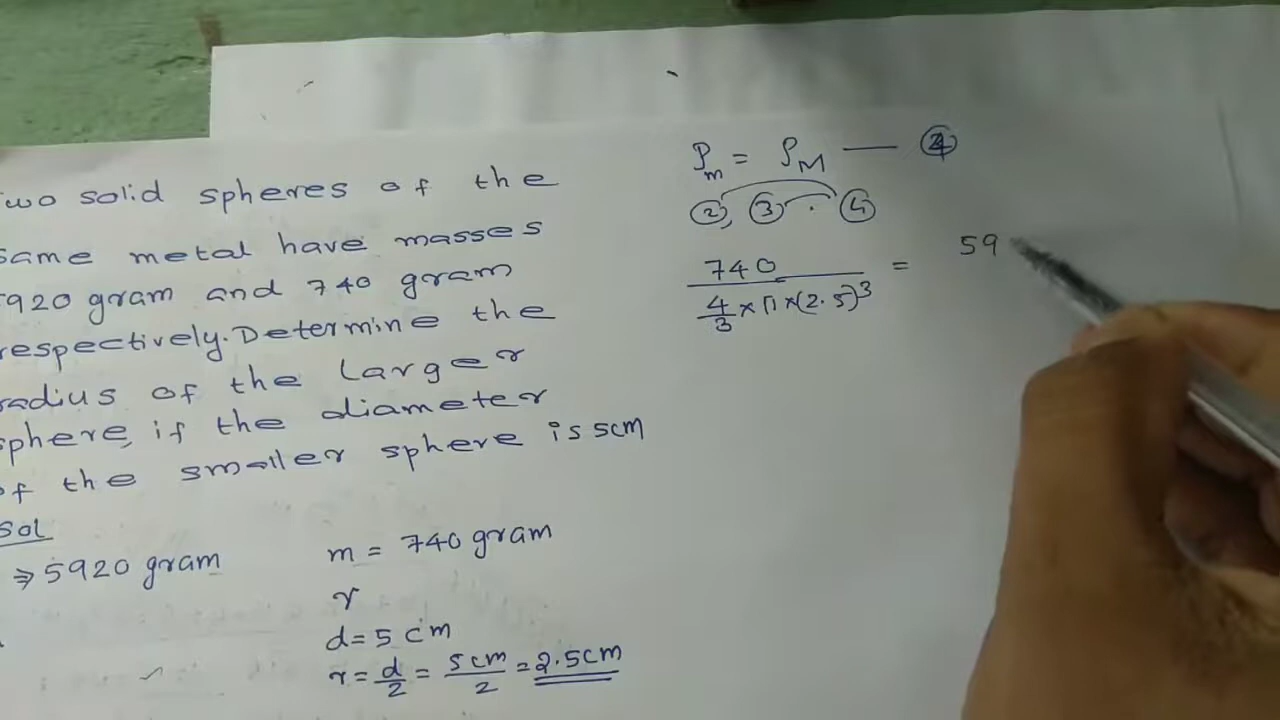 wo solid spheres of the
same metal have masses
920 gram and 740 gram
respectively. Determine the
radius of the larger
sphere, if the diameter
of the smaller sphere is 5cm
sol
⇒ 5920 gram
m = 740 gram
r
d = 5 cm
r = d/2 = 5cm/2 = 2.5cm
ρm = ρM — ④
②, ③ . ④
740 / (4/3 × π × (2.5)³) = 59